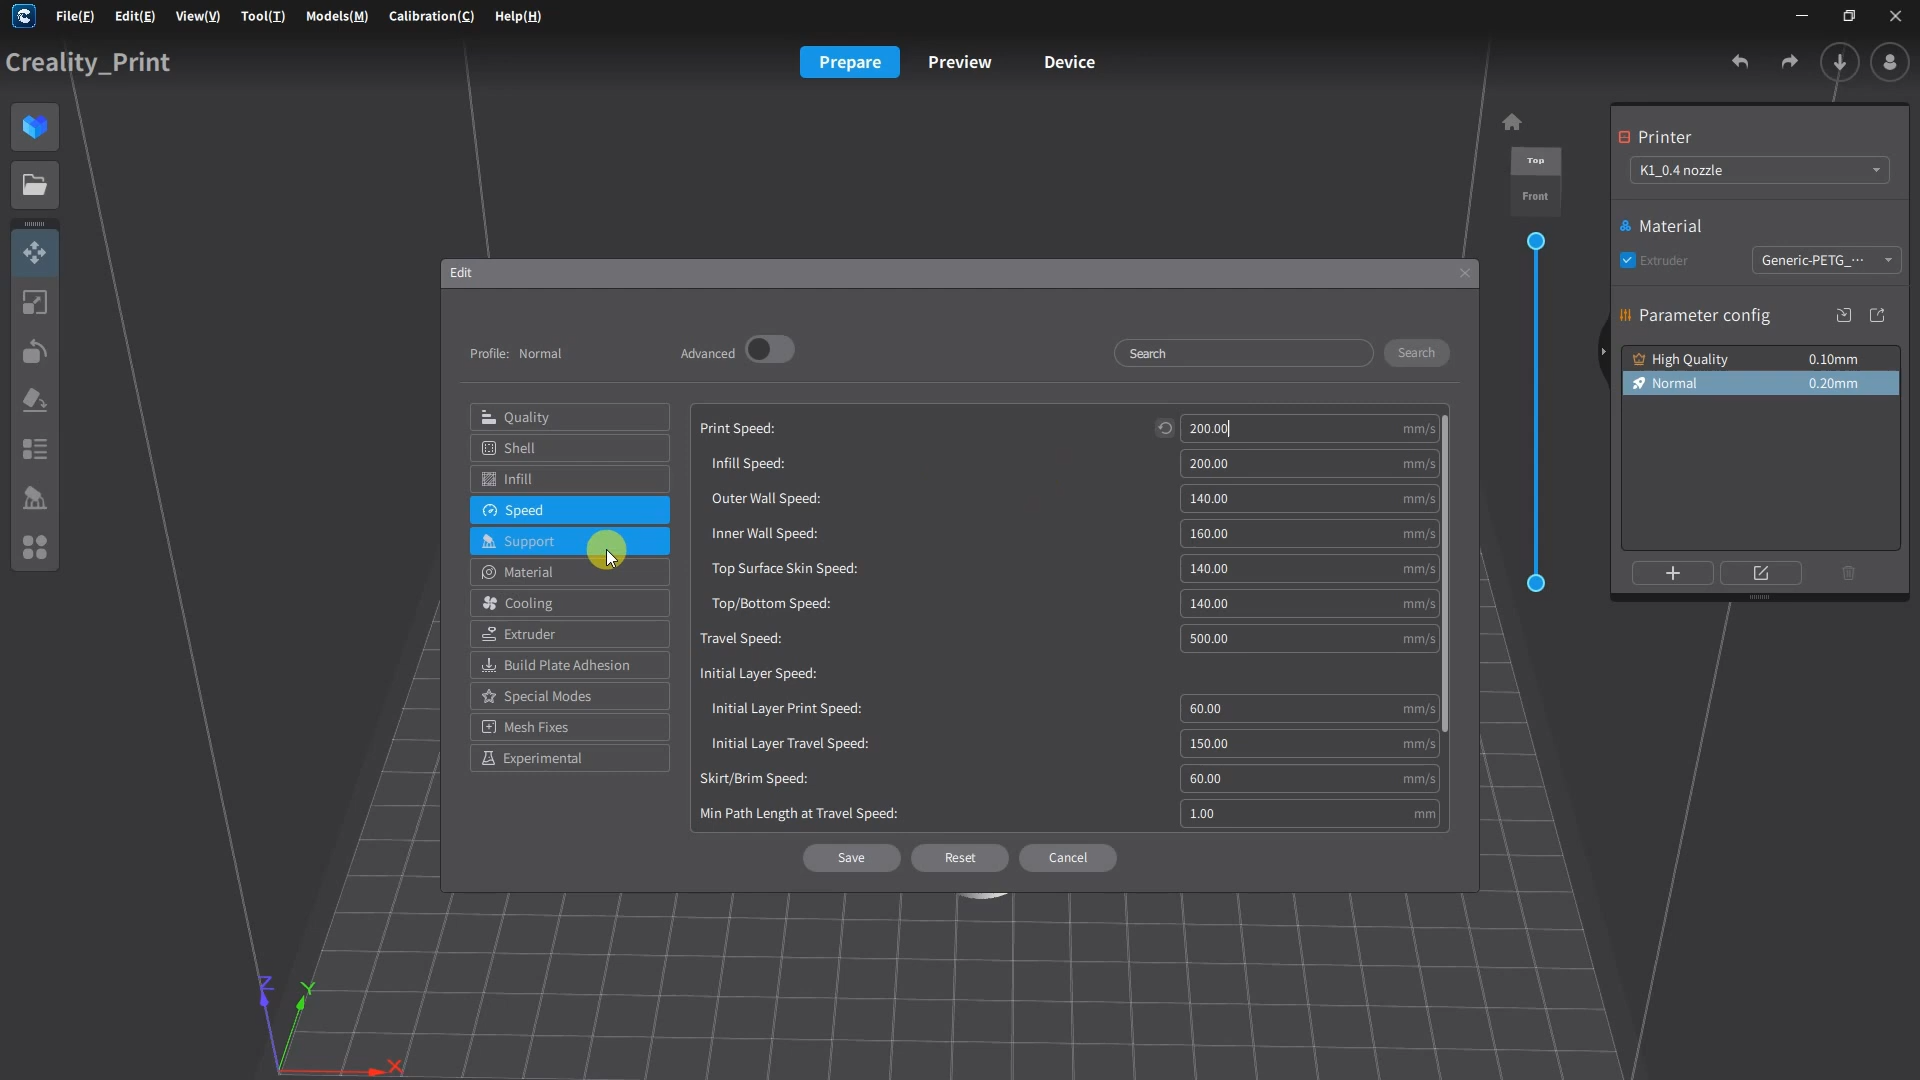 File(F) Edit(E) View(V) Tool(T) Models(M) Calibration(C) Help(H)
Creality_Print
Prepare Preview Device
Top
Front
Printer
K1_0.4 nozzle
Material
Extruder Generic-PETG_···
Parameter config
High Quality 0.10mm
Normal 0.20mm
Edit
Profile: Normal Advanced Search Search
Quality
Shell
Infill
Speed
Support
Material
Cooling
Extruder
Build Plate Adhesion
Special Modes
Mesh Fixes
Experimental
Print Speed: 200.00 mm/s
Infill Speed: 200.00 mm/s
Outer Wall Speed: 140.00 mm/s
Inner Wall Speed: 160.00 mm/s
Top Surface Skin Speed: 140.00 mm/s
Top/Bottom Speed: 140.00 mm/s
Travel Speed: 500.00 mm/s
Initial Layer Speed:
Initial Layer Print Speed: 60.00 mm/s
Initial Layer Travel Speed: 150.00 mm/s
Skirt/Brim Speed: 60.00 mm/s
Min Path Length at Travel Speed: 1.00 mm
Save Reset Cancel
Z Y
X